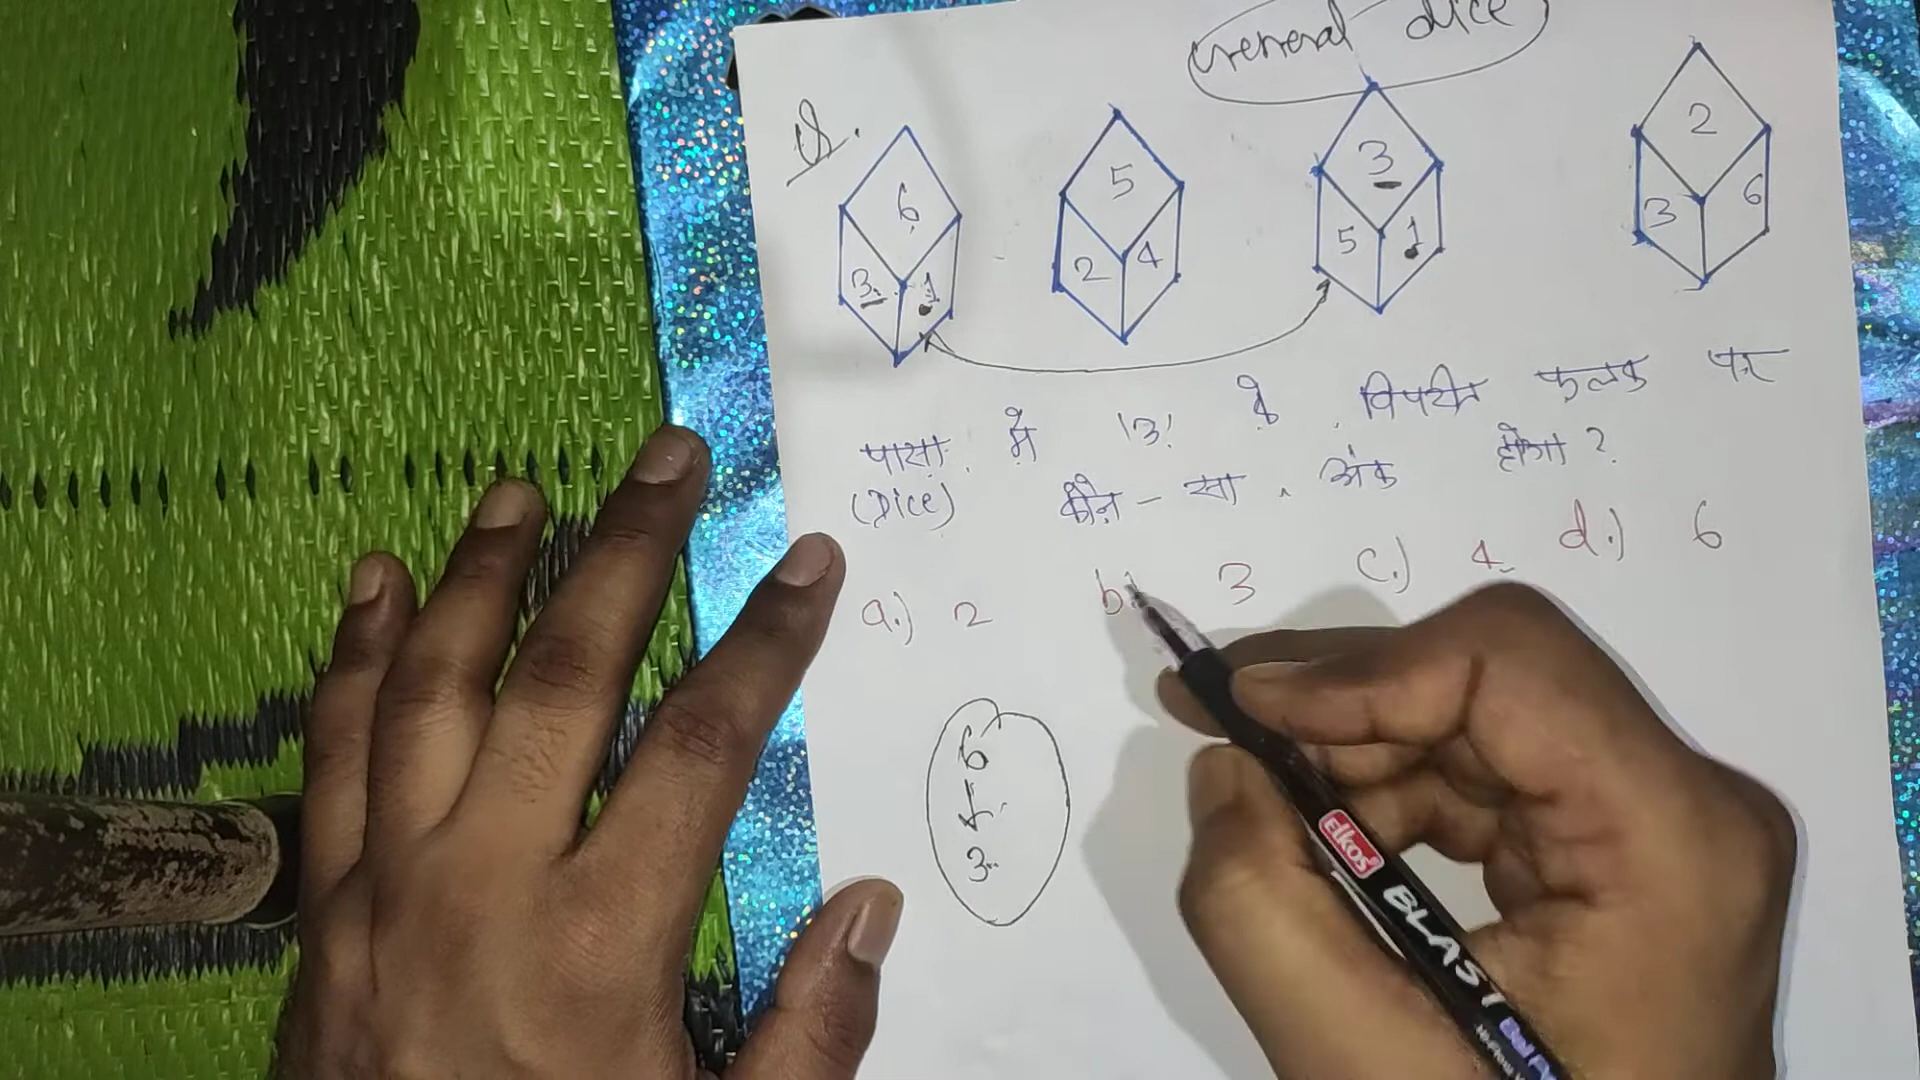 General dice
Q.
6 3 1
5 2 4
3 5 1
2 3 6
पासा में '3' के विपरीत फलक पर
(Dice) कौन - सा अंक होगा ?
a.) 2 b.) 3 c.) 4 d.) 6
6
3
Elkos
BLAST